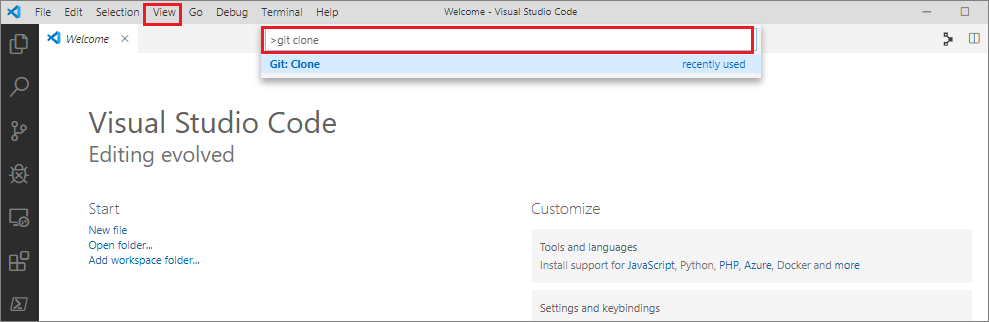 File Edit Selection View Go Debug Terminal Help Welcome - Visual Studio Code
Welcome
>git clone
Git: Clone recently used
Visual Studio Code
Editing evolved
Start
New file
Open folder...
Add workspace folder...
Customize
Tools and languages
Install support for JavaScript, Python, PHP, Azure, Docker and more
Settings and keybindings